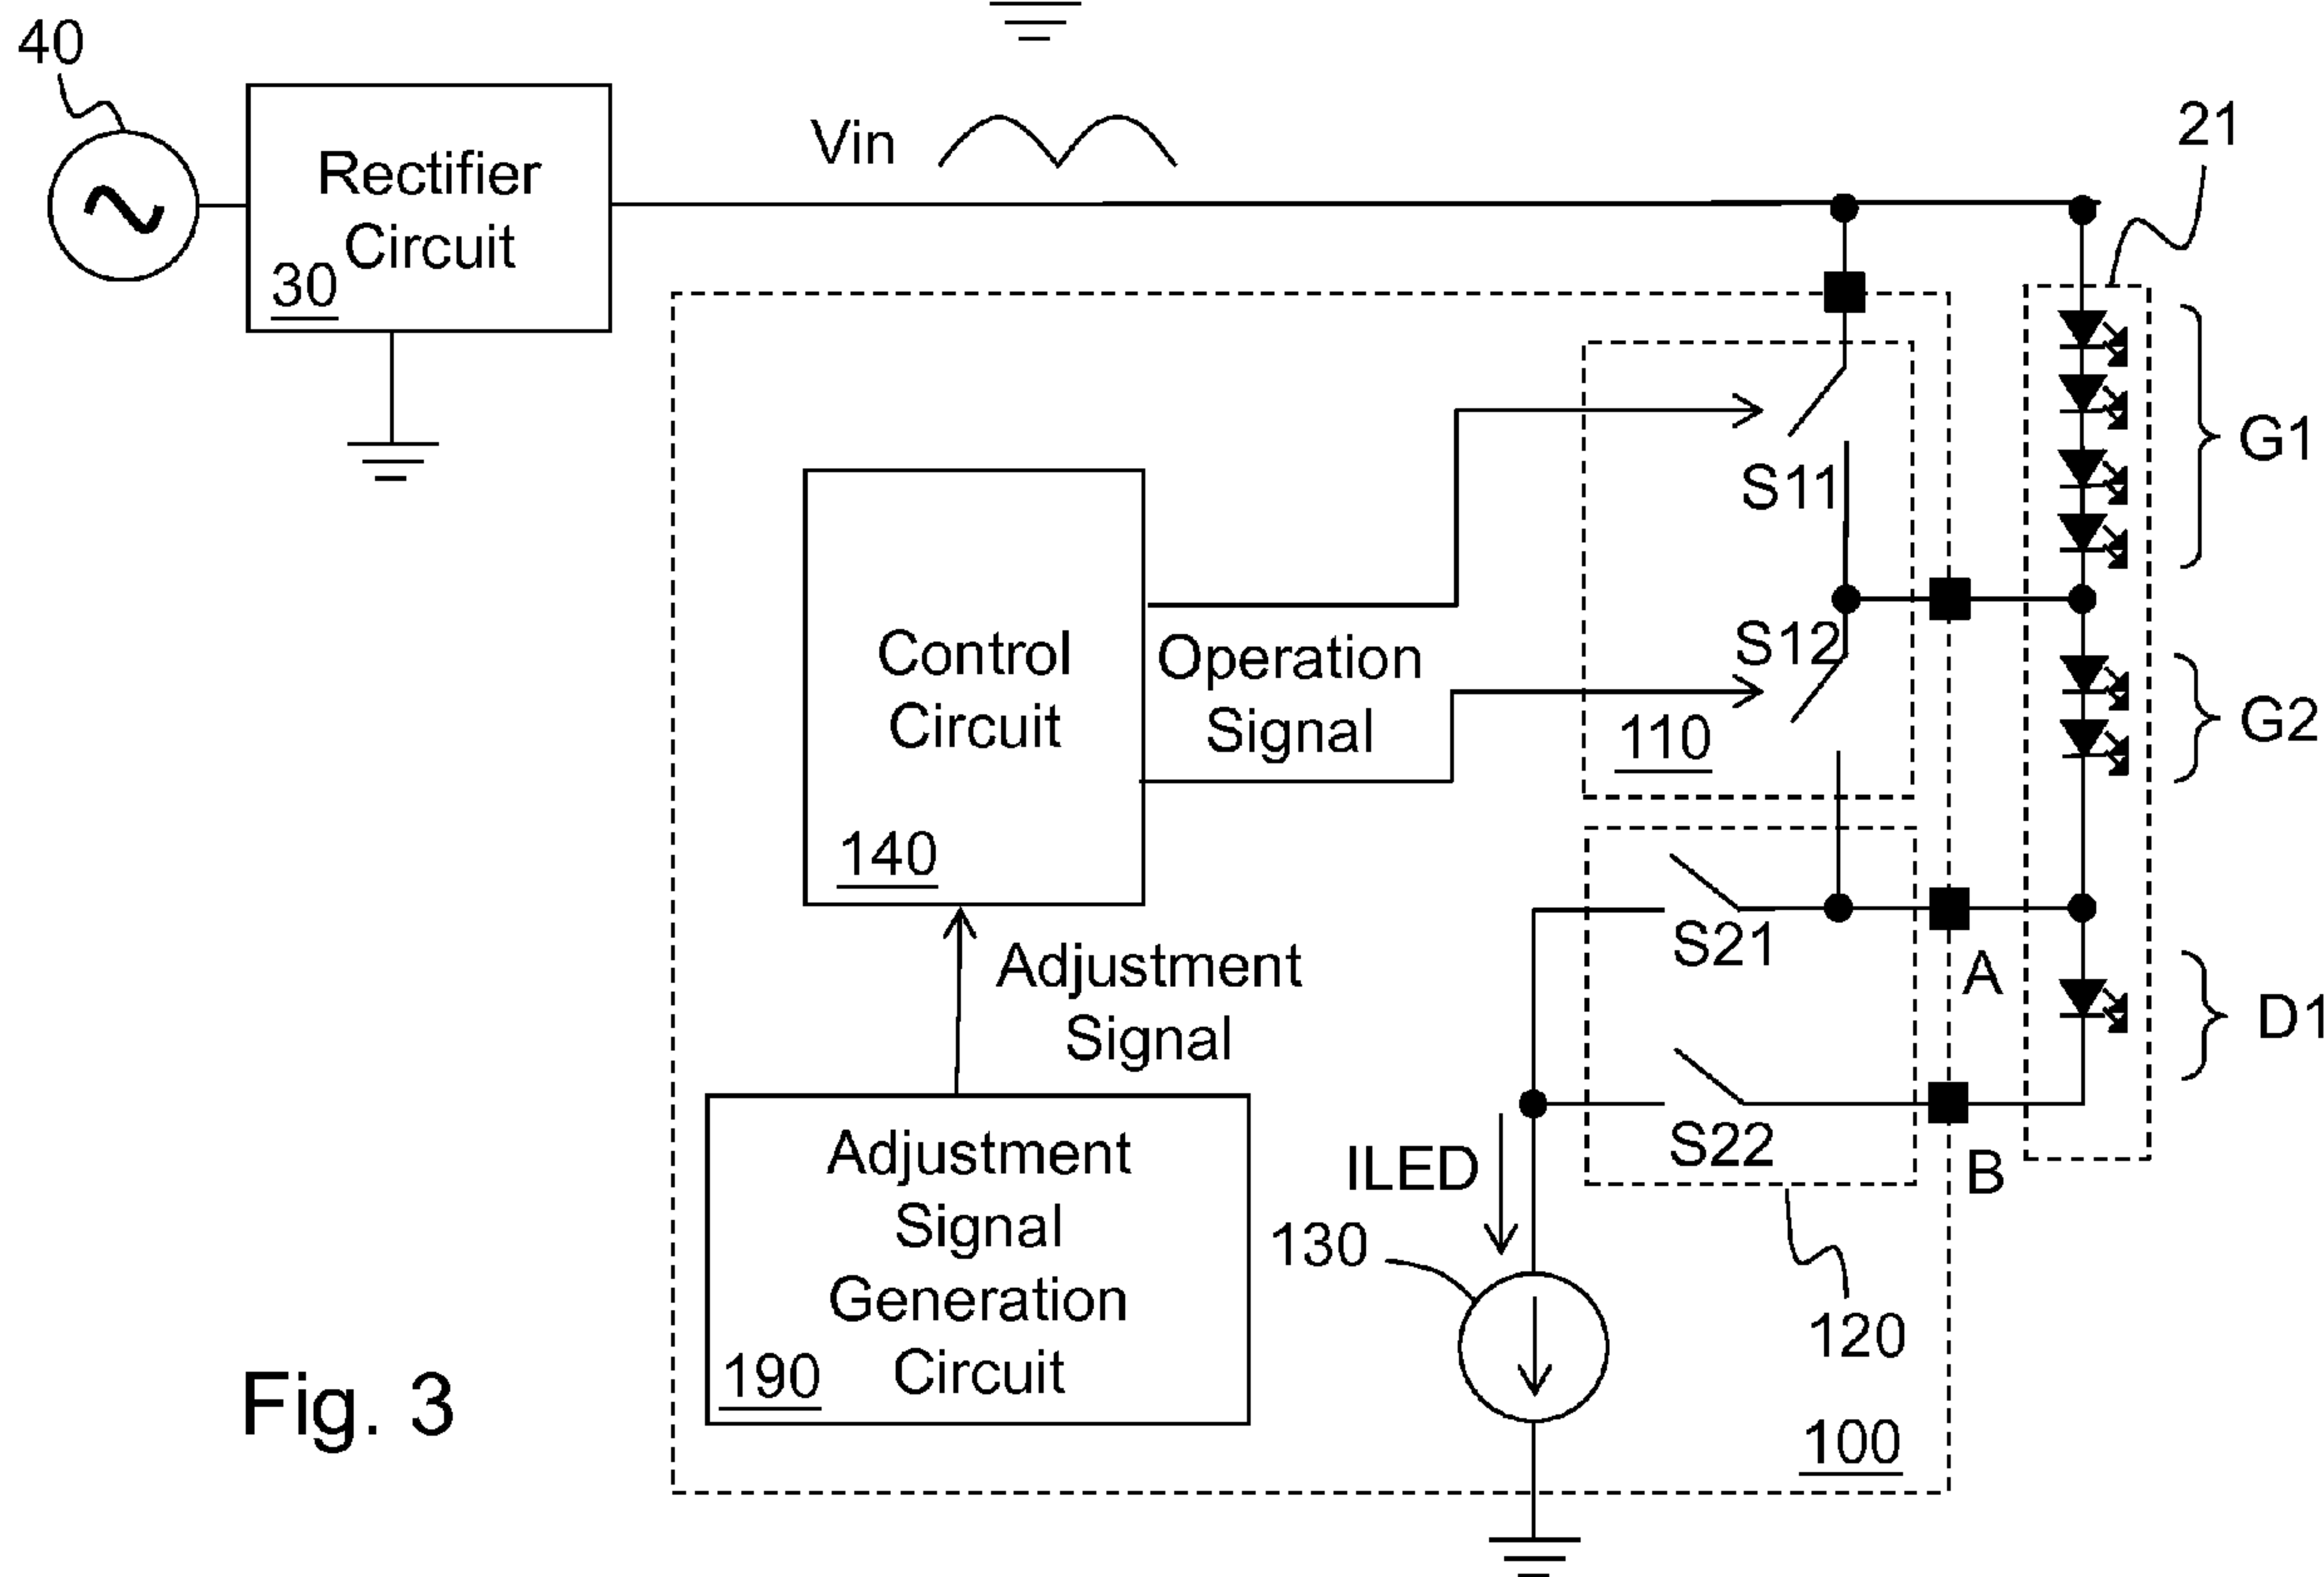 40
Rectifier
Circuit
30
Vin
21
G1
S11
S12
Control
Circuit
140
Operation
Signal
110
G2
S21
A
D1
Adjustment
Signal
Adjustment
Signal
Generation
Circuit
190
S22
B
ILED
130
120
100
Fig. 3